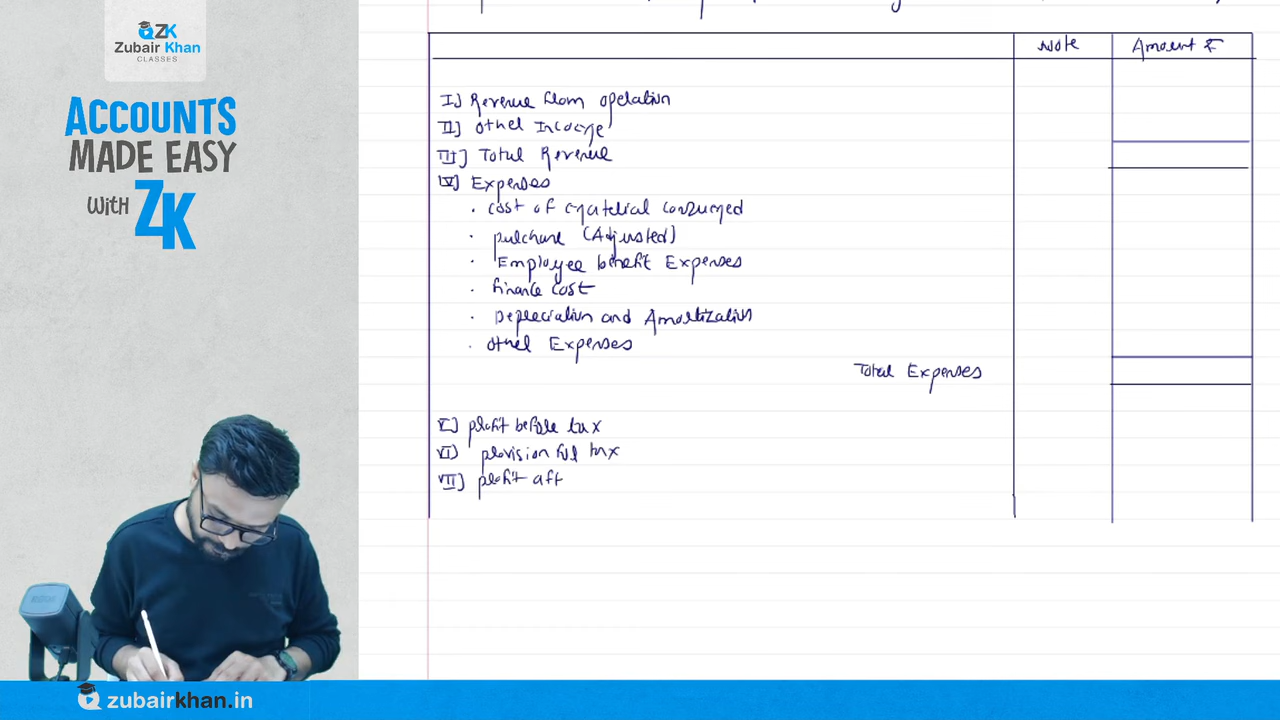 ZK
Zubair Khan
CLASSES
ACCOUNTS
MADE EASY
WITH ZK
Note Amount ₹
I) Revenue from operation
II) other Income
III) Total Revenue
IV) Expenses
. cost of material consumed
. purchase (Adjusted)
. Employee benefit Expenses
. finance cost
. Depreciation and Amortization
. other Expenses
Total Expenses
V) profit before tax
VI) provision for tax
VII) profit aft
zubairkhan.in